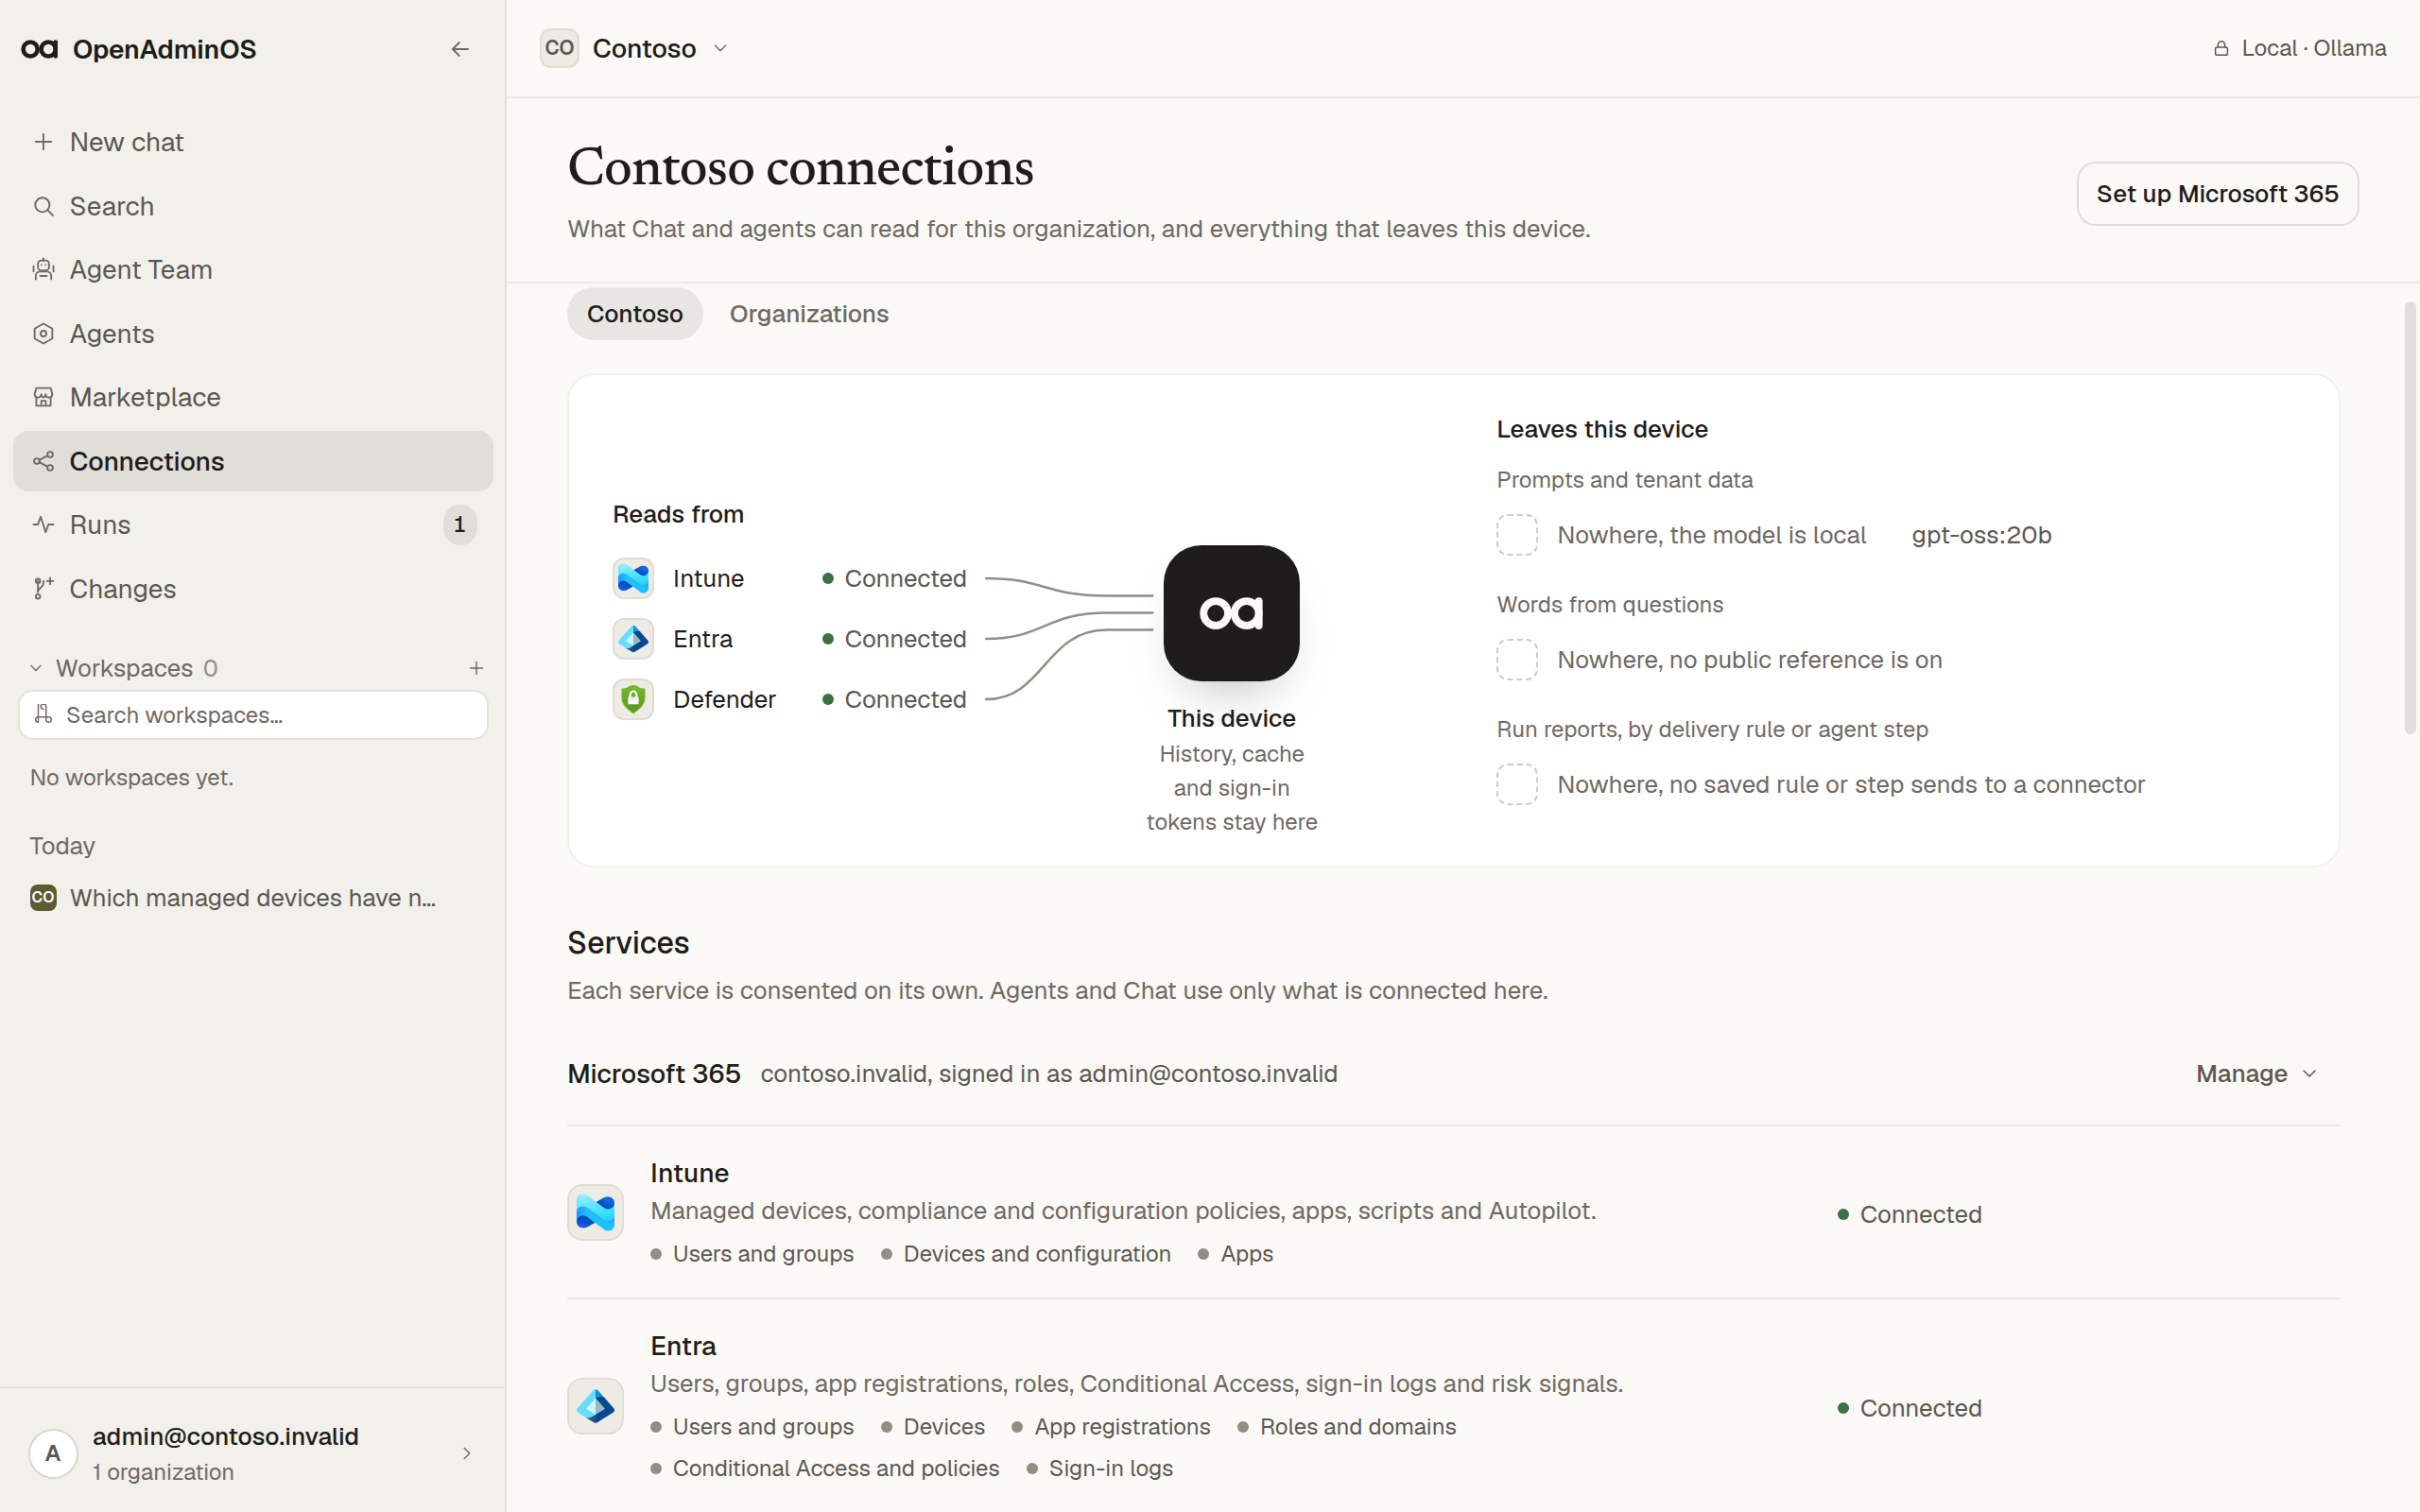 OpenAdminOS
New chat
Search
Agent Team
Agents
Marketplace
Connections
Runs 1
Changes
Workspaces 0
Search workspaces...
No workspaces yet.
Today
CO Which managed devices have n...
A
admin@contoso.invalid
1 organization
CO Contoso
Local · Ollama
Contoso connections
What Chat and agents can read for this organization, and everything that leaves this device.
Set up Microsoft 365
Contoso Organizations
Reads from
Intune Connected
Entra Connected
Defender Connected
oa
This device
History, cache
and sign-in
tokens stay here
Leaves this device
Prompts and tenant data
Nowhere, the model is local gpt-oss:20b
Words from questions
Nowhere, no public reference is on
Run reports, by delivery rule or agent step
Nowhere, no saved rule or step sends to a connector
Services
Each service is consented on its own. Agents and Chat use only what is connected here.
Microsoft 365 contoso.invalid, signed in as admin@contoso.invalid
Manage
Intune
Managed devices, compliance and configuration policies, apps, scripts and Autopilot.
Users and groups Devices and configuration Apps
Connected
Entra
Users, groups, app registrations, roles, Conditional Access, sign-in logs and risk signals.
Users and groups Devices App registrations Roles and domains
Conditional Access and policies Sign-in logs
Connected